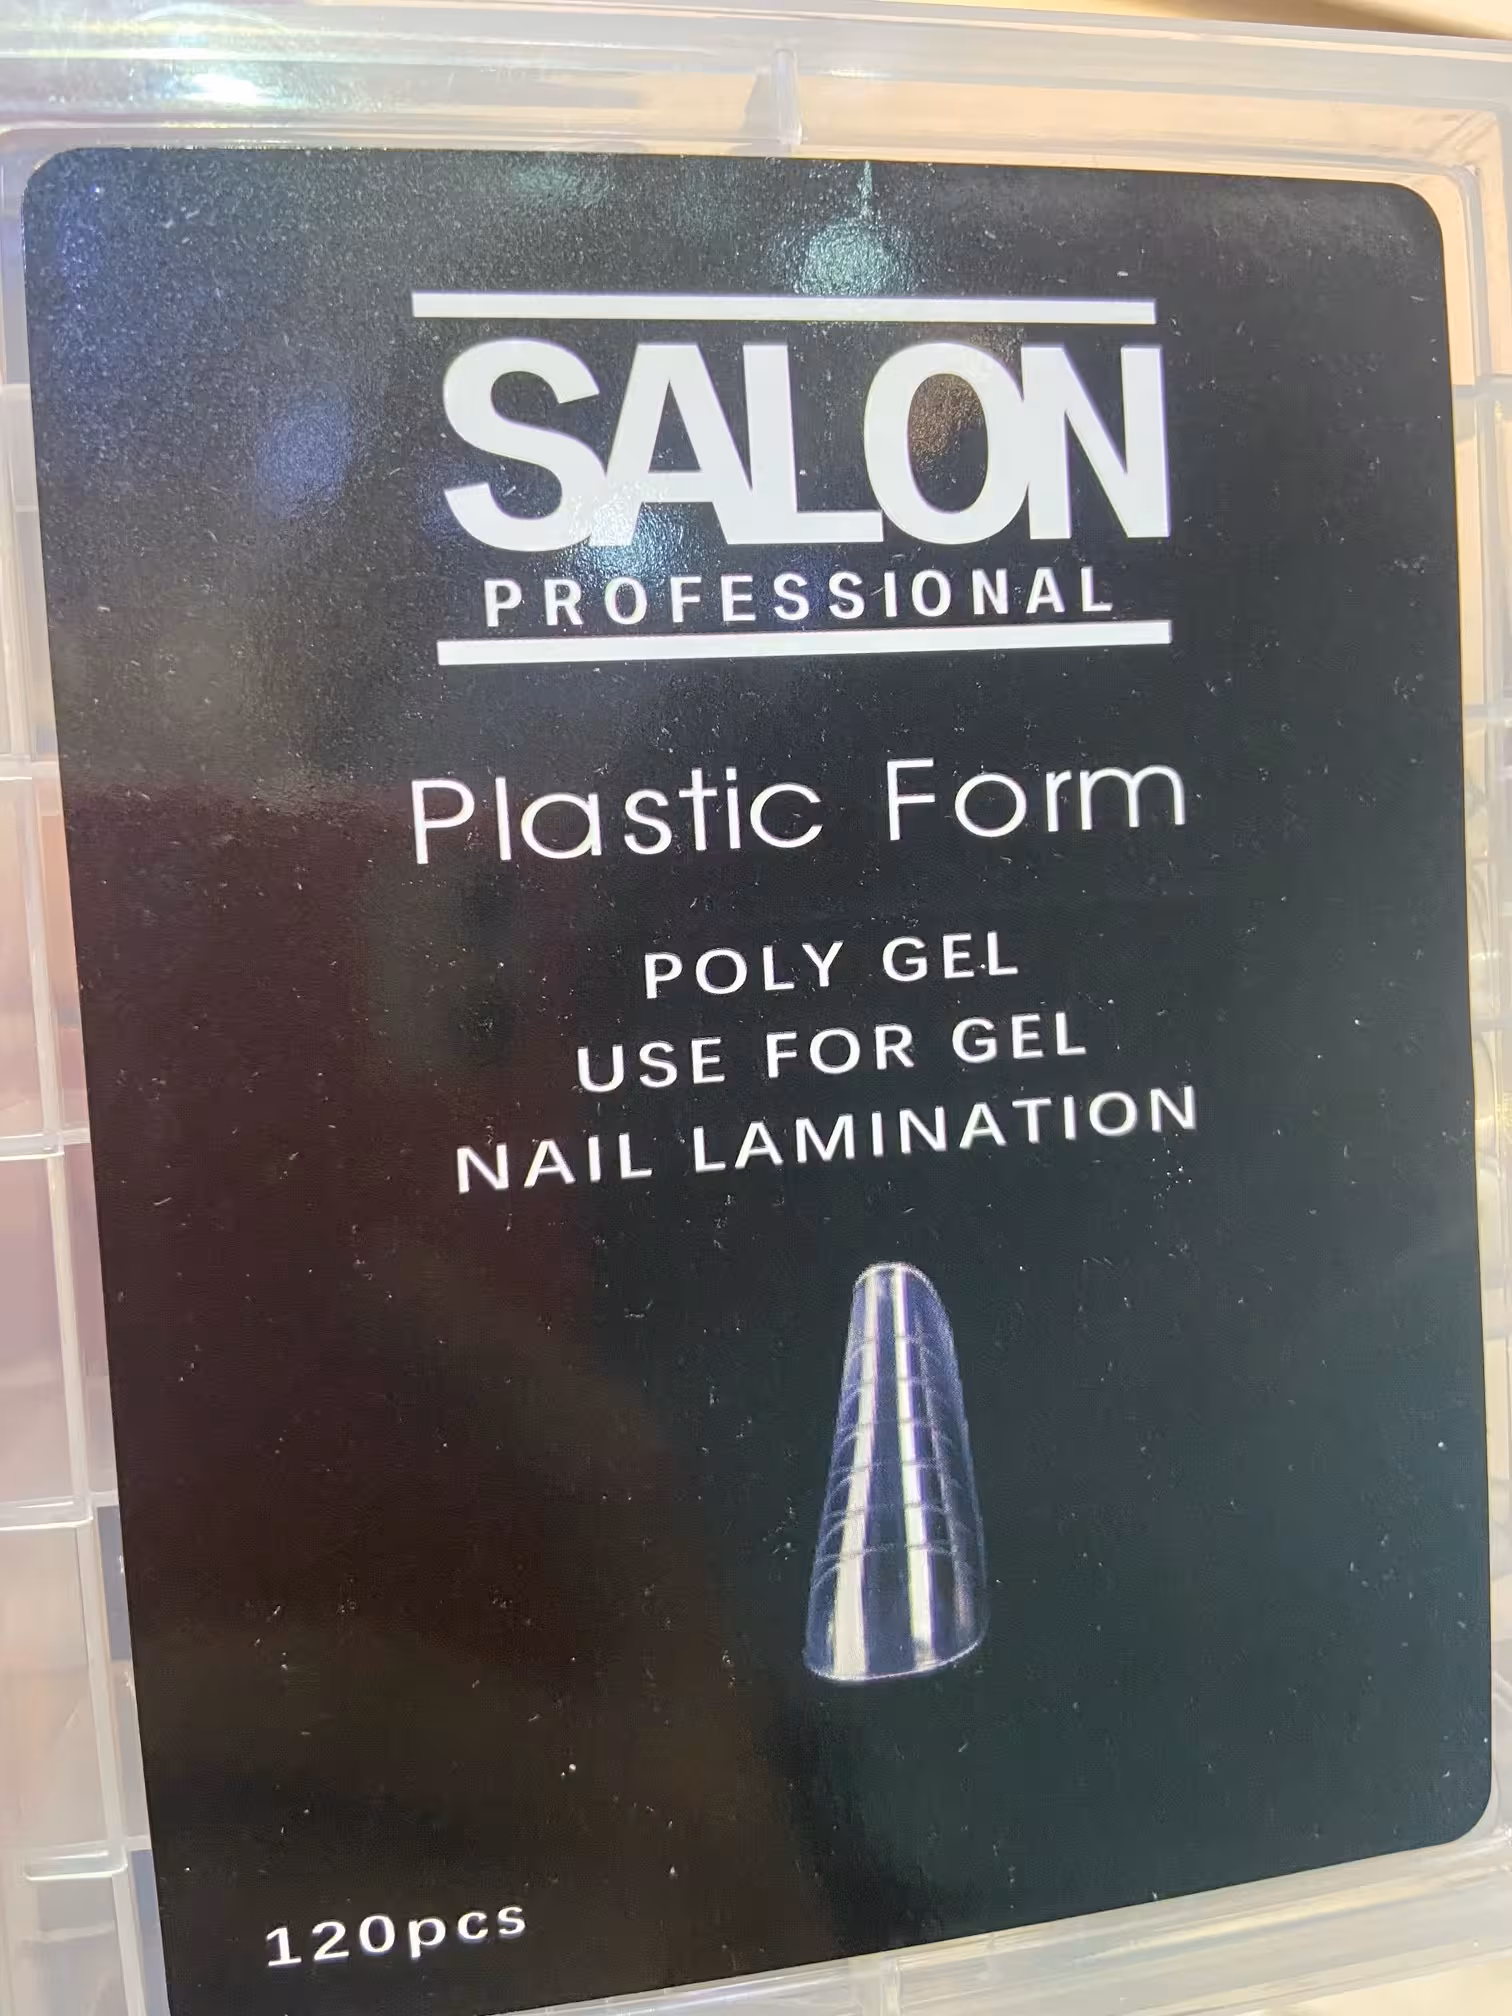 SALON
PROFESSIONAL
Plastic Form
POLY GEL
USE FOR GEL
NAIL LAMINATION
120pcs